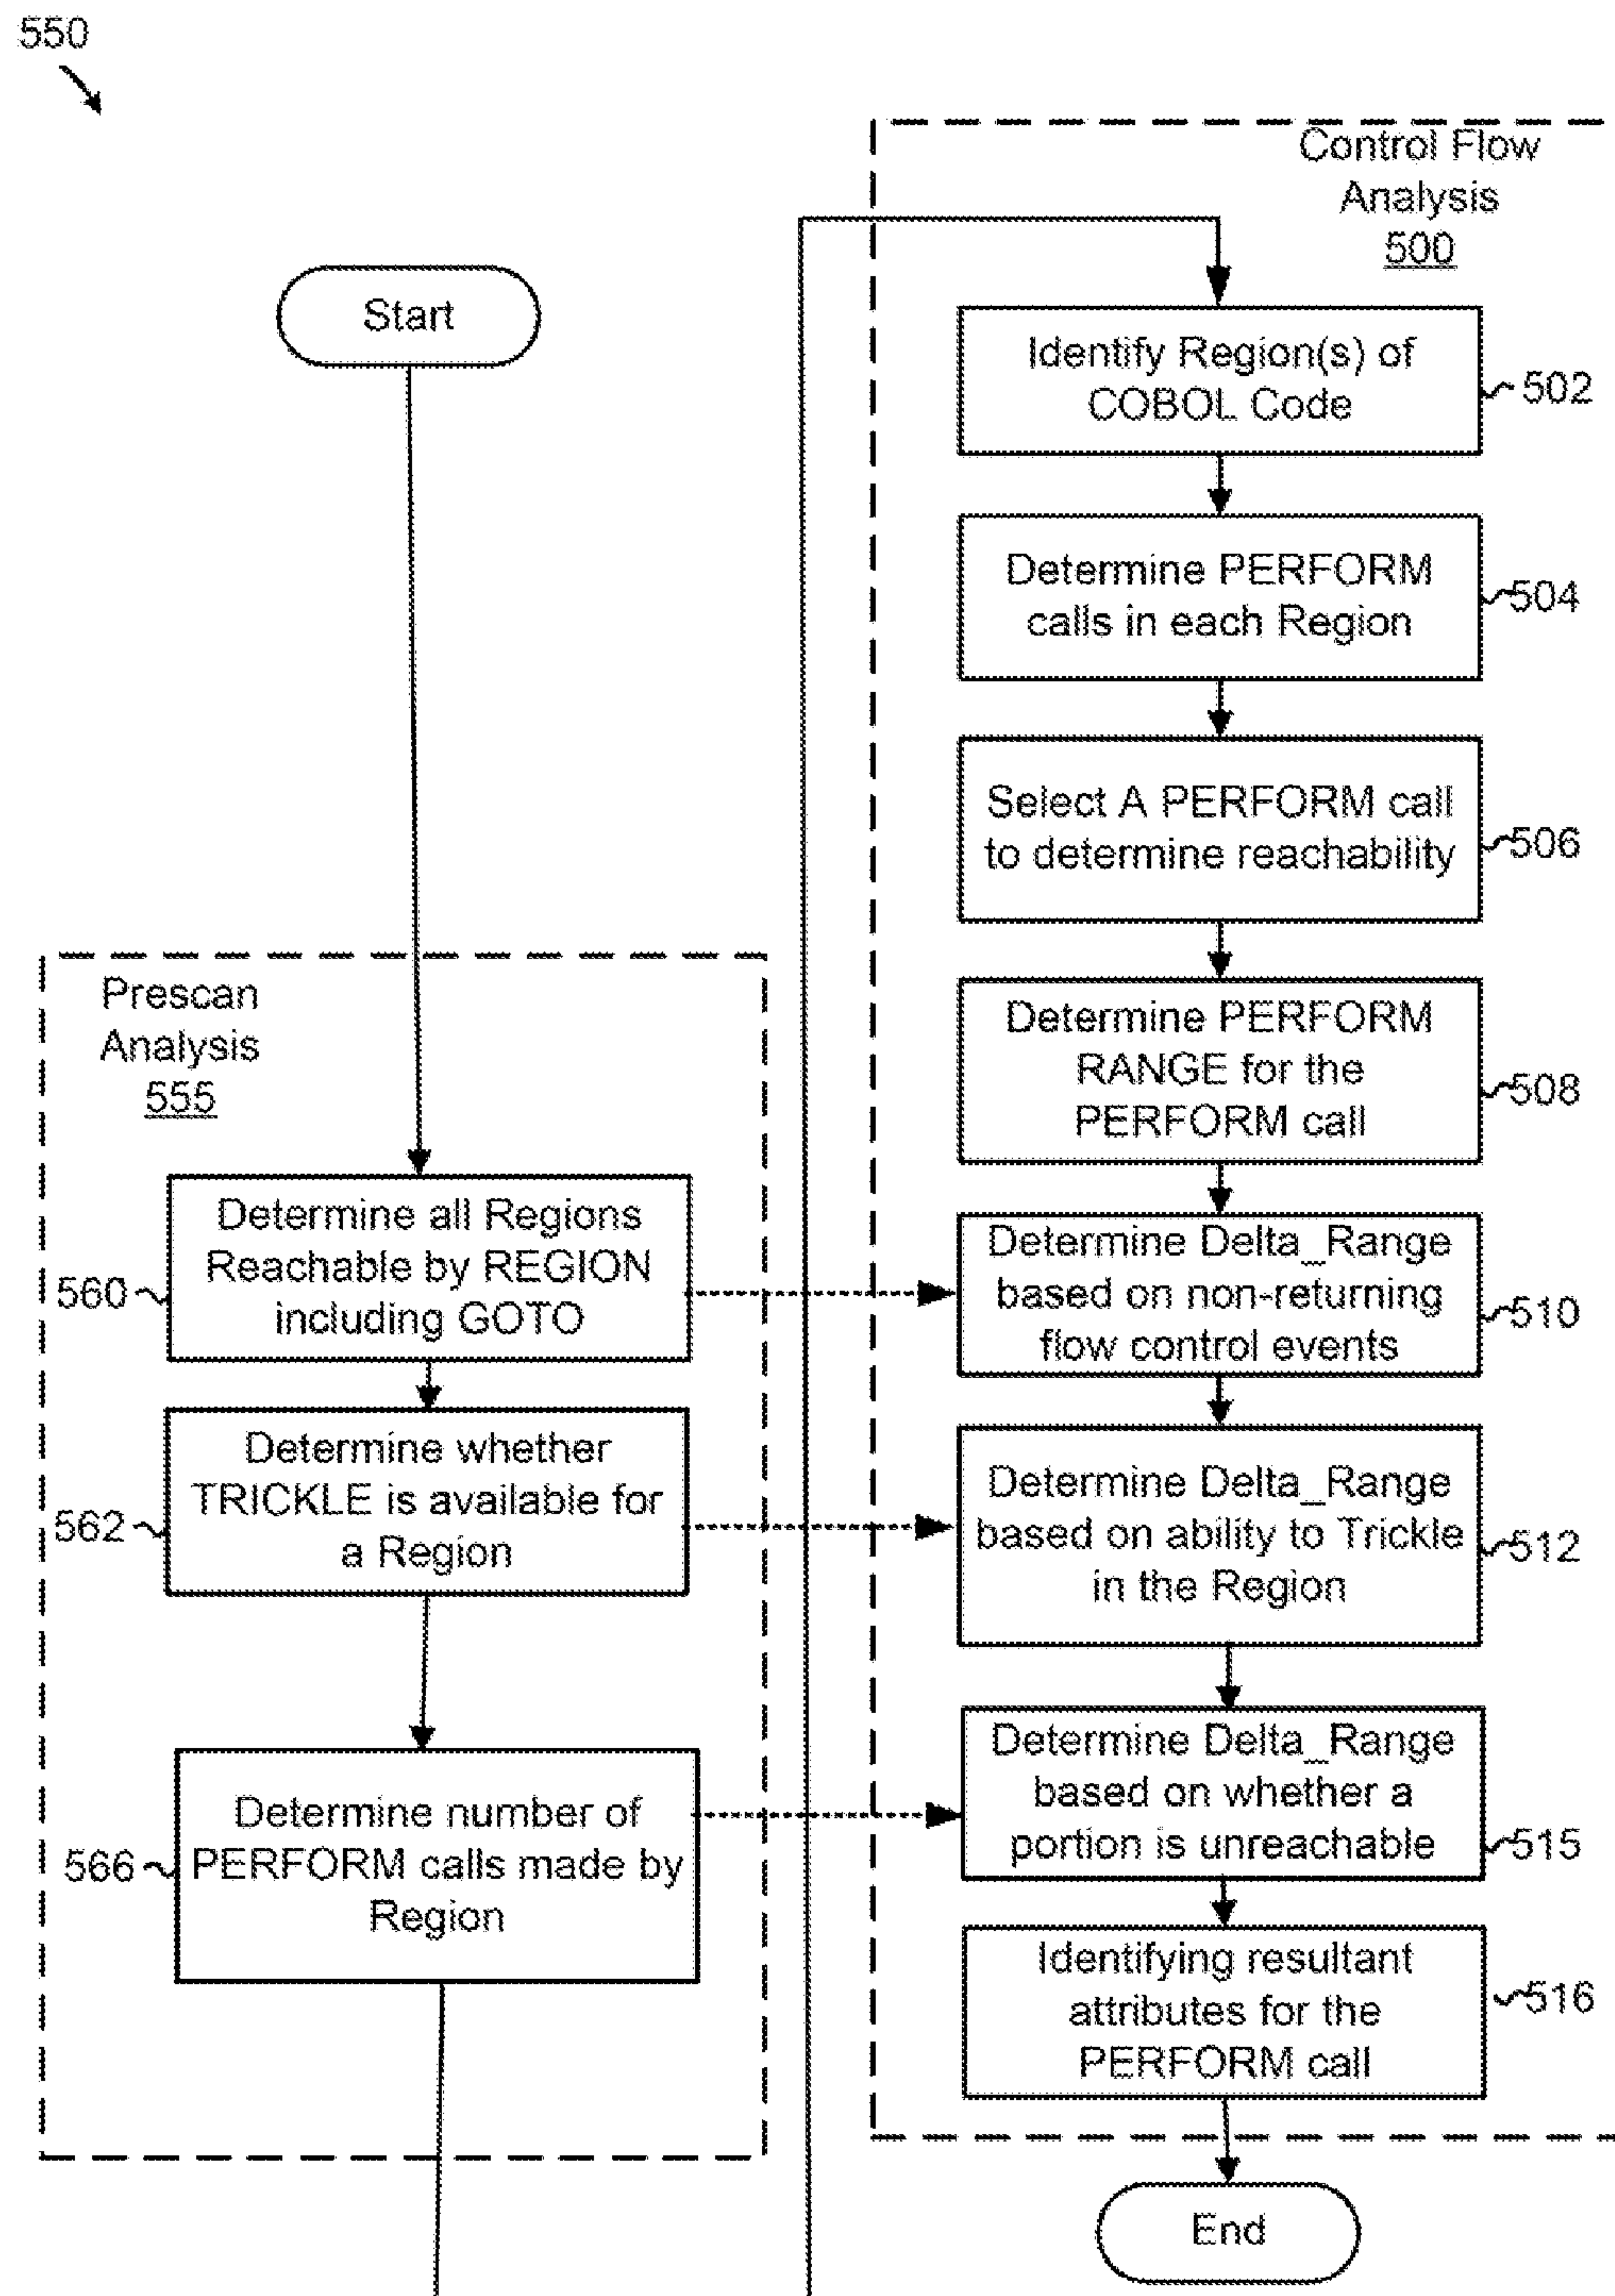 550
Start
Prescan
Analysis
555
Determine all Regions
Reachable by REGION
including GOTO
560
Determine whether
TRICKLE is available for
a Region
562
Determine number of
PERFORM calls made by
Region
566
Control Flow
Analysis
500
Identify Region(s) of
COBOL Code
502
Determine PERFORM
calls in each Region
504
Select A PERFORM call
to determine reachability
506
Determine PERFORM
RANGE for the
PERFORM call
508
Determine Delta_Range
based on non-returning
flow control events
510
Determine Delta_Range
based on ability to Trickle
in the Region
512
Determine Delta_Range
based on whether a
portion is unreachable
515
Identifying resultant
attributes for the
PERFORM call
516
End